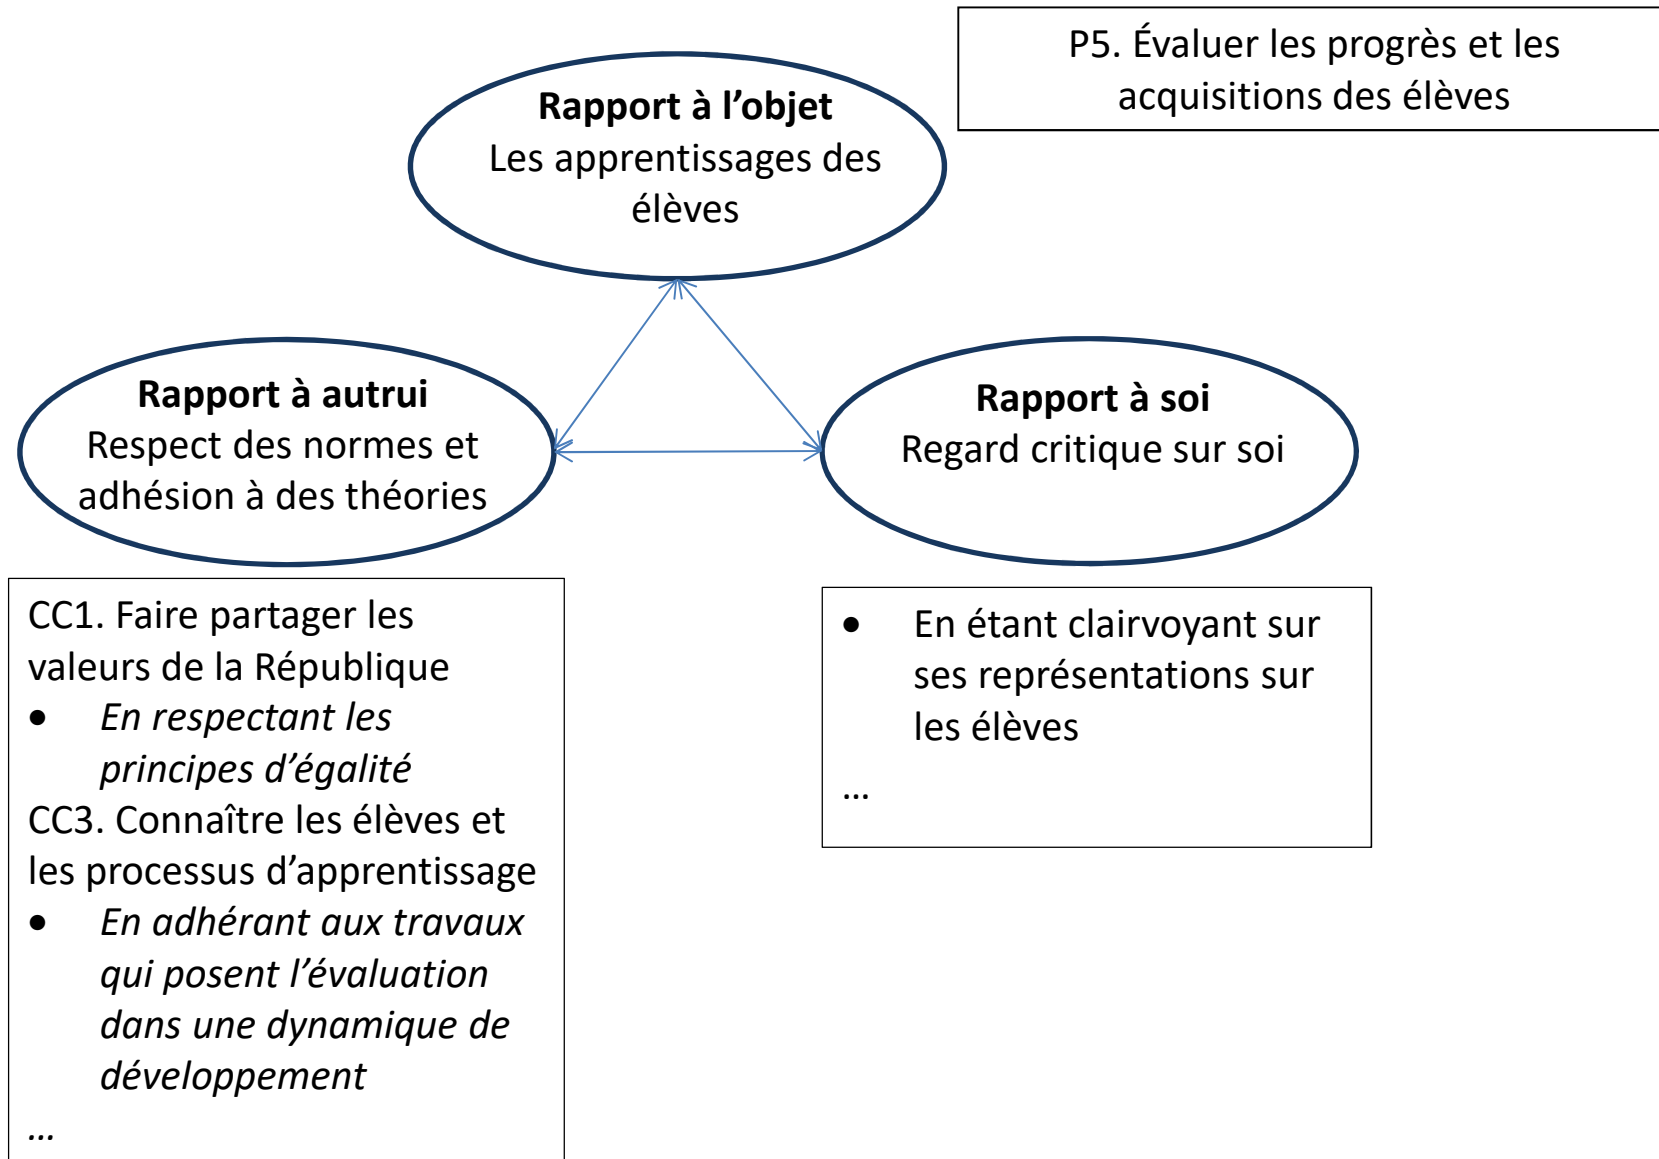 P5. Évaluer les progrès et les
acquisitions des élèves
Rapport à l’objet
Les apprentissages des
élèves
Rapport à autrui
Respect des normes et
adhésion à des théories
Rapport à soi
Regard critique sur soi
CC1. Faire partager les
valeurs de la République
• En respectant les
principes d’égalité
CC3. Connaître les élèves et
les processus d’apprentissage
• En adhérant aux travaux
qui posent l’évaluation
dans une dynamique de
développement
…
• En étant clairvoyant sur
ses représentations sur
les élèves
…